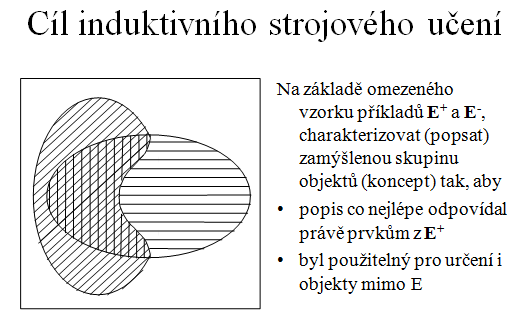 Cíl induktivního strojového učení
Na základě omezeného
vzorku příkladů E+ a E-,
charakterizovat (popsat)
zamýšlenou skupinu
objektů (koncept) tak, aby
• popis co nejlépe odpovídal
právě prvkům z E+
• byl použitelný pro určení i
objekty mimo E